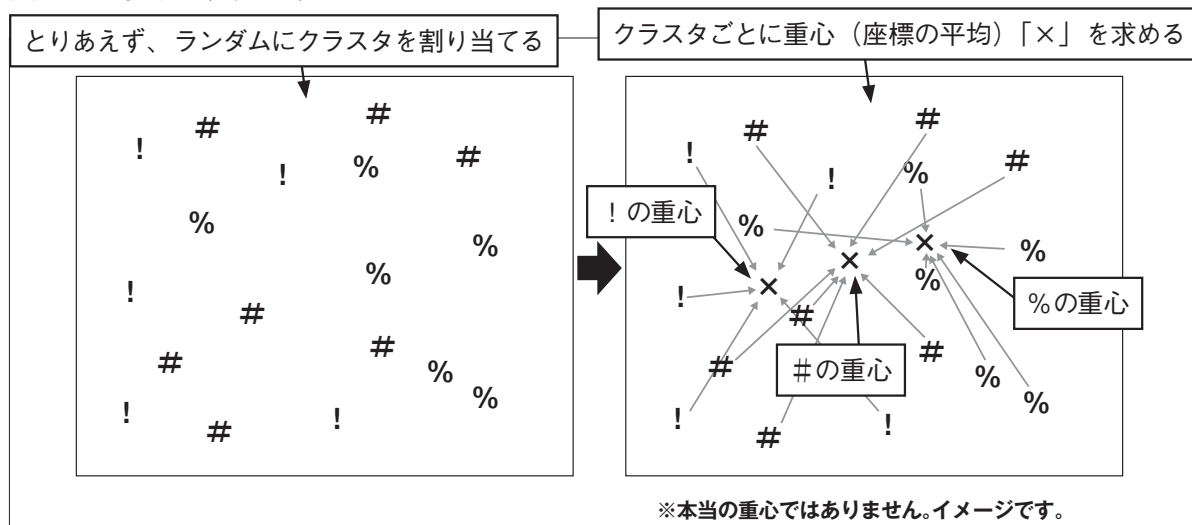 とりあえず、ランダムにクラスタを割り当てる
クラスタごとに重心（座標の平均）「×」を求める
# #
! ! % #
% %
! %
# #
# % %
! # !
# #
! ! % #
！の重心
% × %
× × %
! #
%の重心
# #
＃の重心
% %
! # !
※本当の重心ではありません。イメージです。